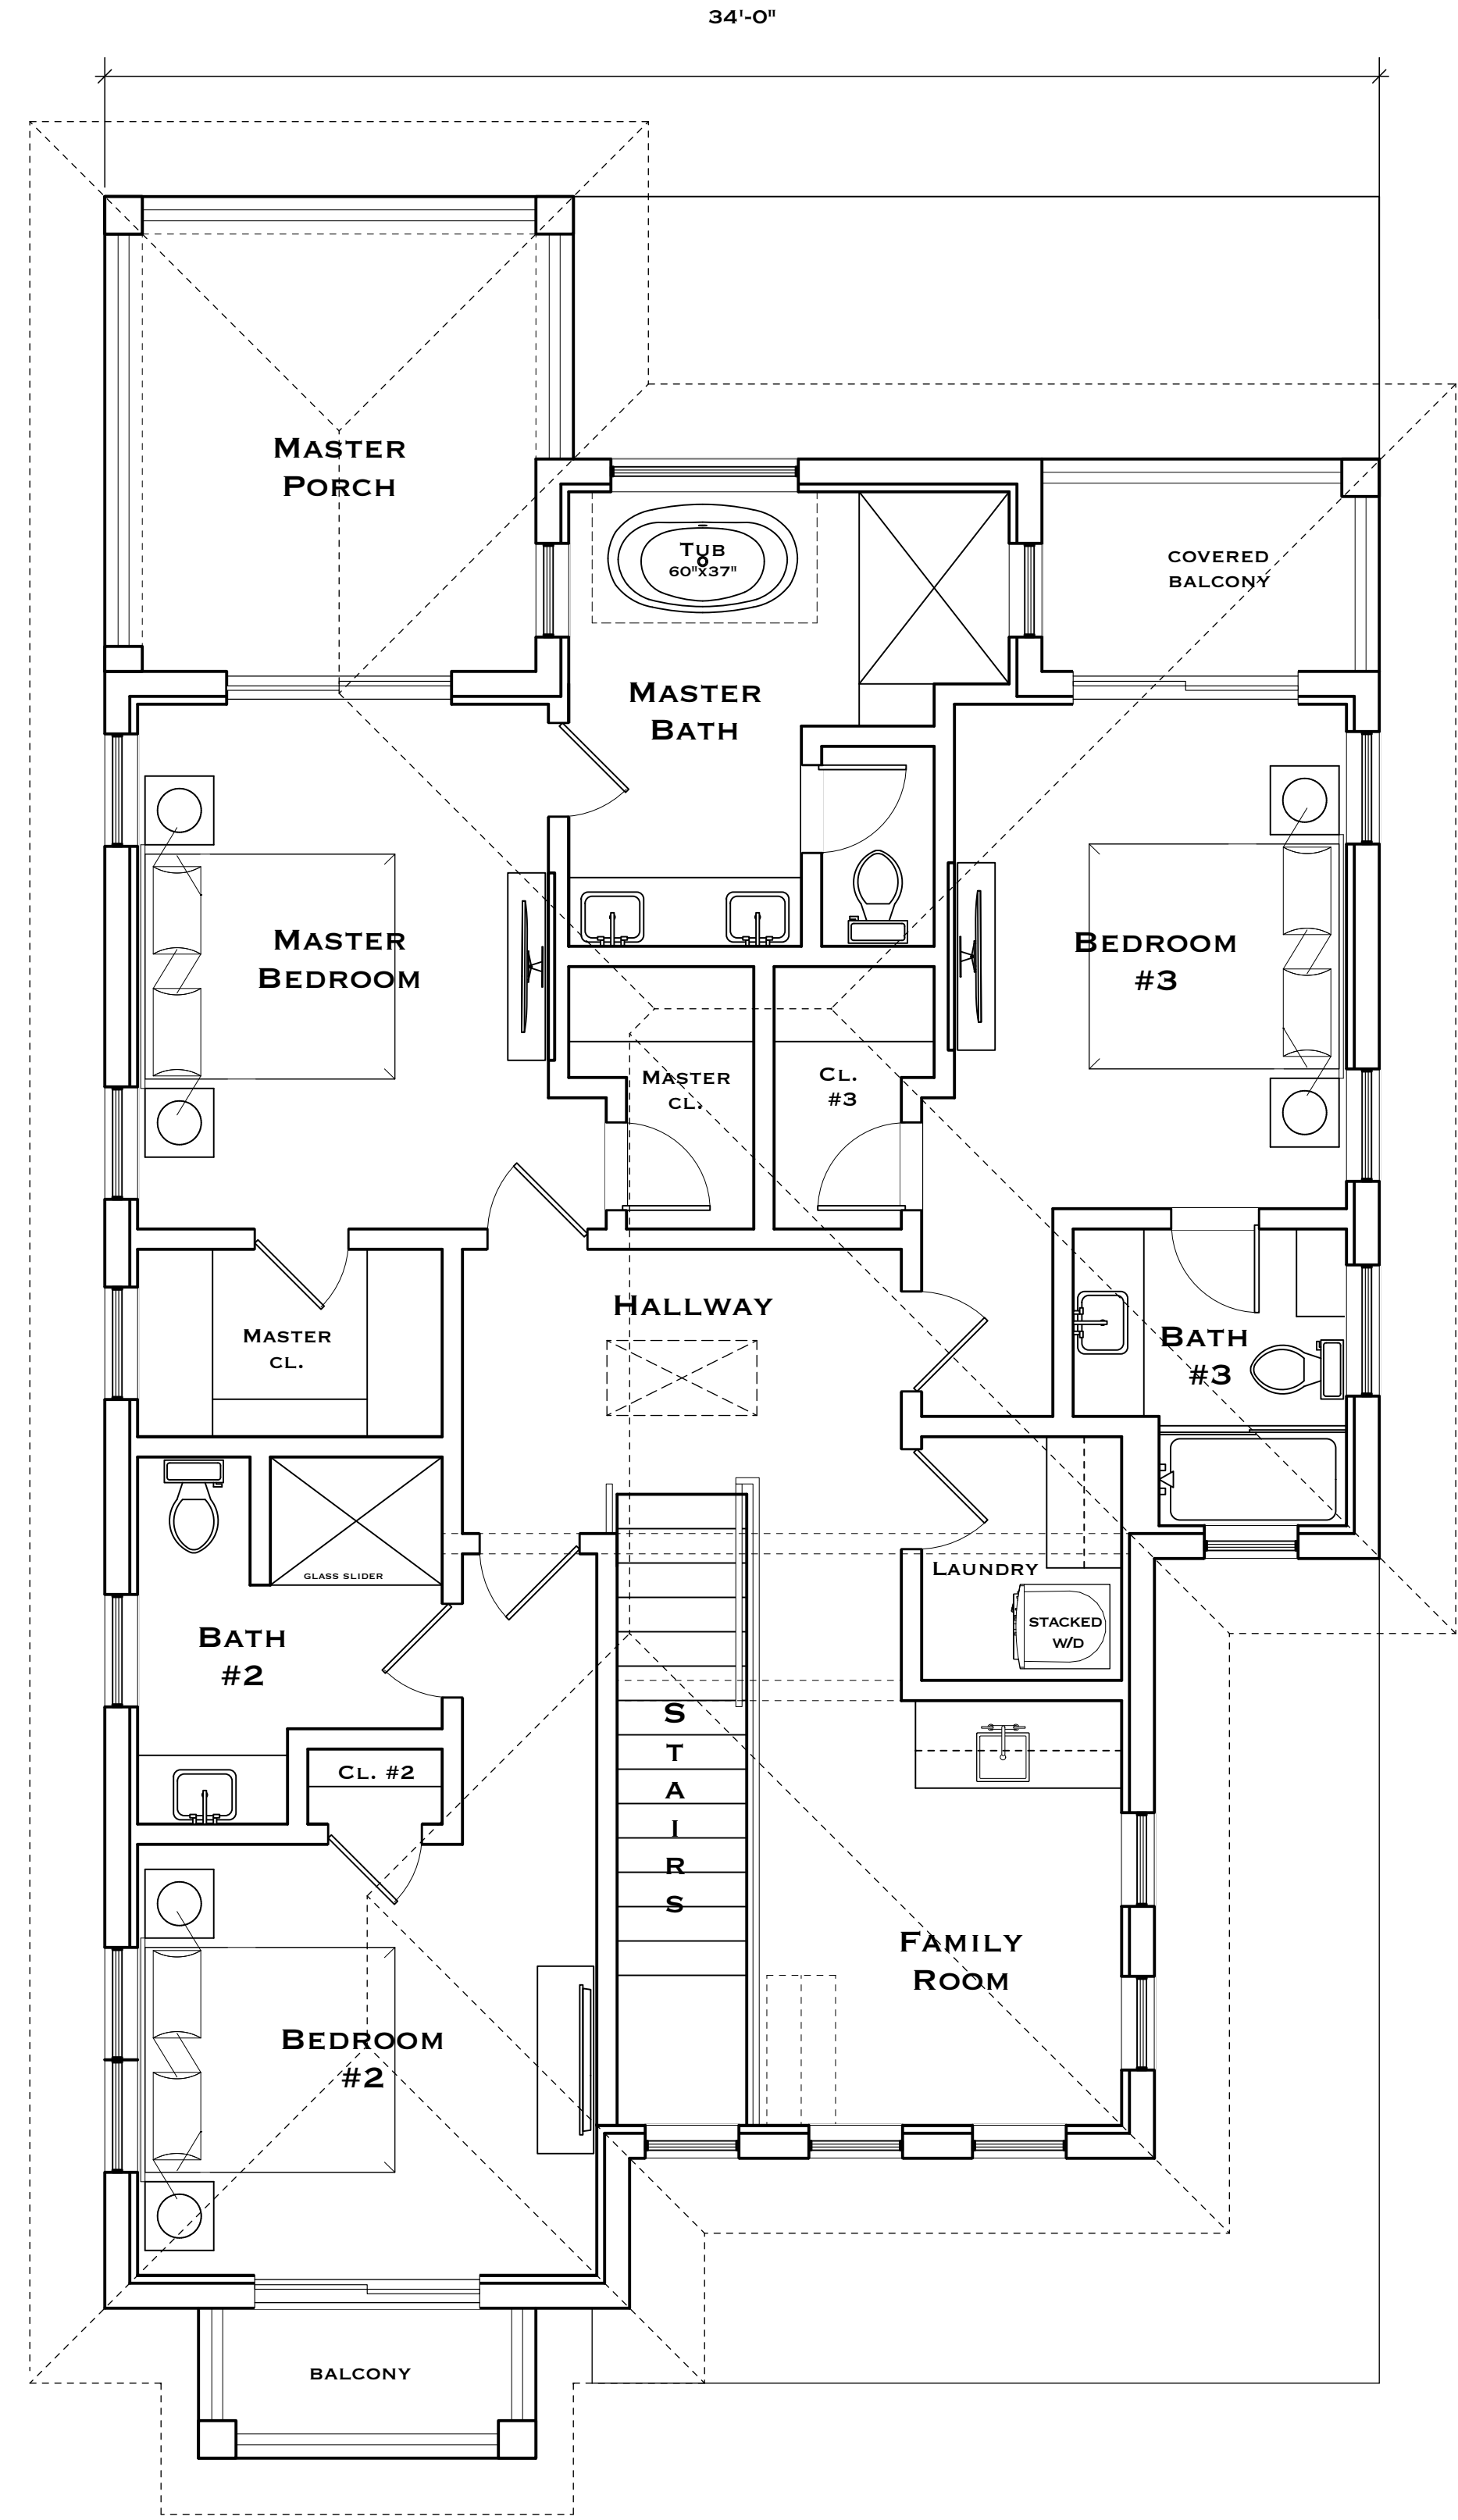 34'-0"
MASTER
PORCH
TUB
60"x37"
COVERED
BALCONY
MASTER
BATH
MASTER
BEDROOM
BEDROOM
#3
MASTER
CL.
CL.
#3
HALLWAY
MASTER
CL.
BATH
#3
GLASS SLIDER
LAUNDRY
STACKED
W/D
BATH
#2
STAIRS
CL. #2
FAMILY
ROOM
BEDROOM
#2
BALCONY